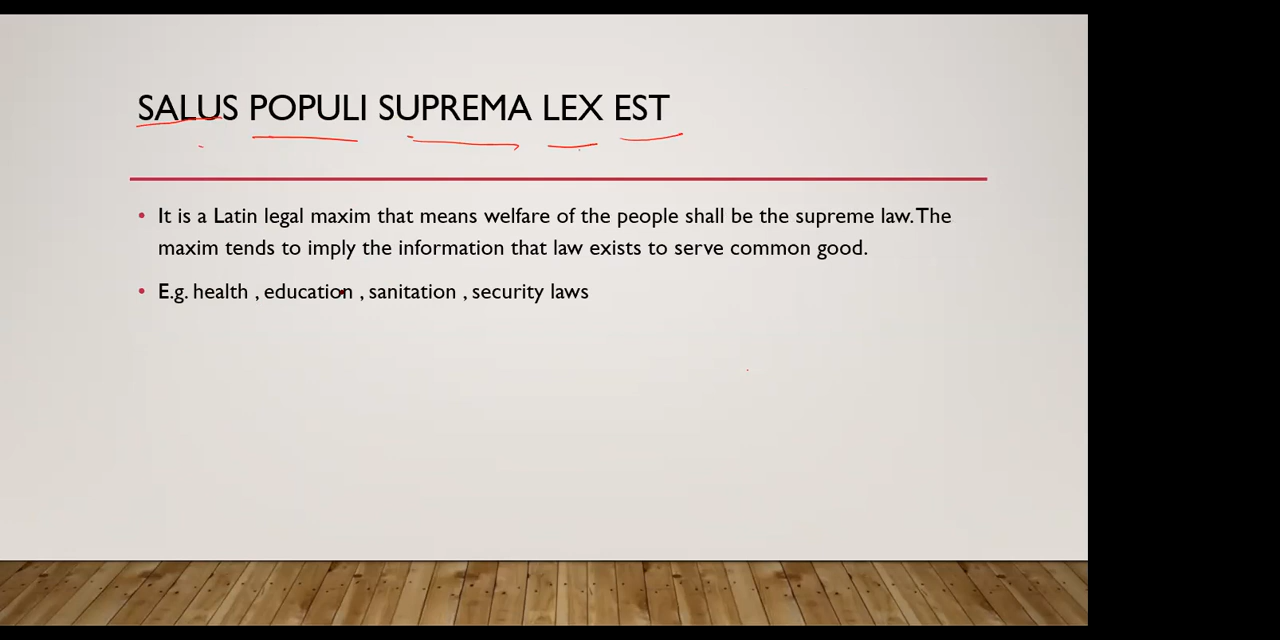 SALUS POPULI SUPREMA LEX EST
• It is a Latin legal maxim that means welfare of the people shall be the supreme law. The
maxim tends to imply the information that law exists to serve common good.
• E.g. health , education , sanitation , security laws